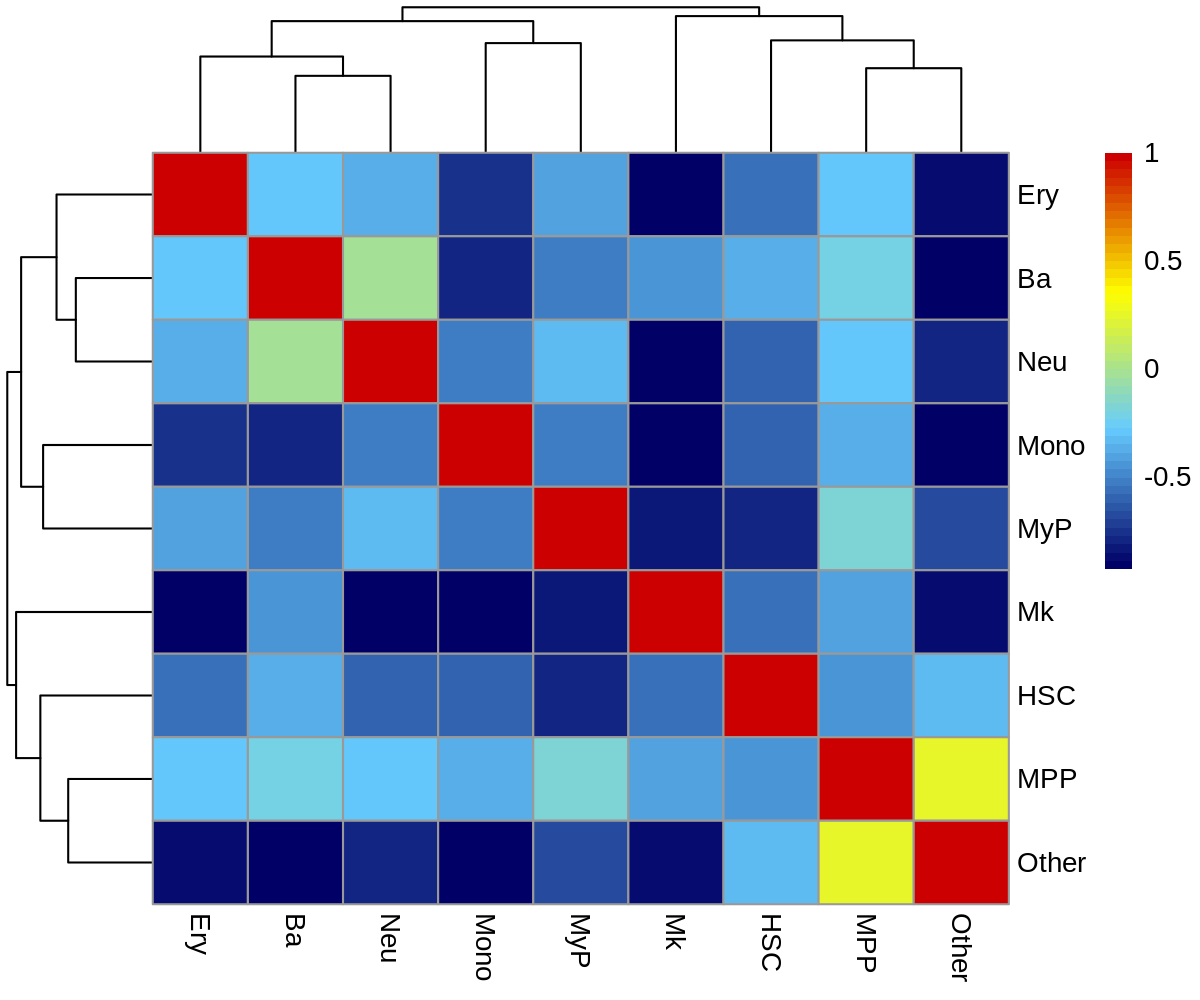 1
Ery
0.5
Ba
Neu
0
Mono
-0.5
MyP
Mk
HSC
MPP
Other
Ery
Ba
Neu
Mono
MyP
Mk
HSC
MPP
Other